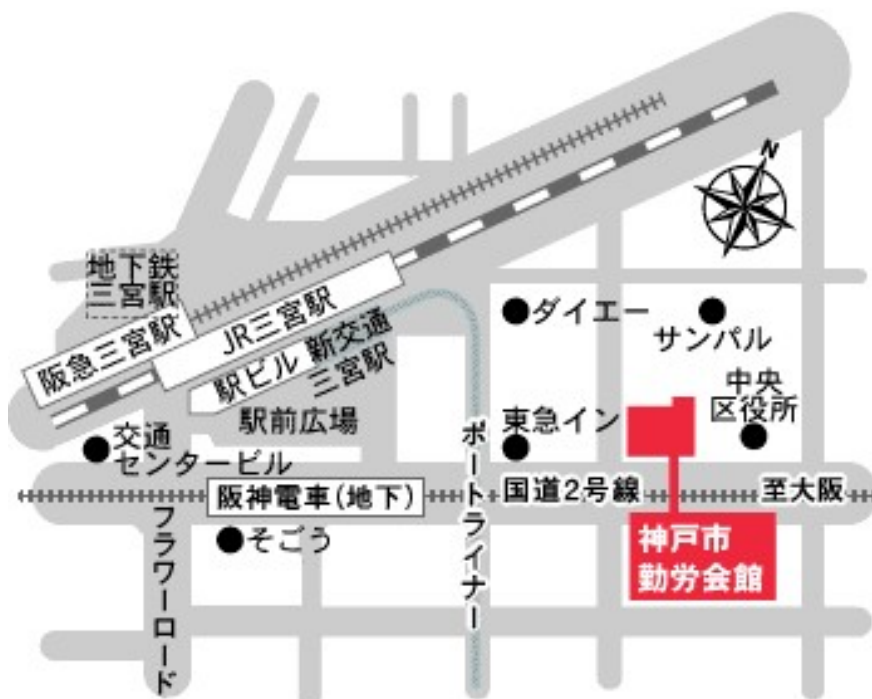 N
地下鉄
三宮駅
阪急三宮駅
JR三宮駅
駅ビル
新交通
三宮駅
駅前広場
ダイエー
サンパル
中央
区役所
東急イン
交通
センタービル
ポートライナー
阪神電車(地下)
国道2号線
至大阪
フラワーロード
そごう
神戸市
勤労会館